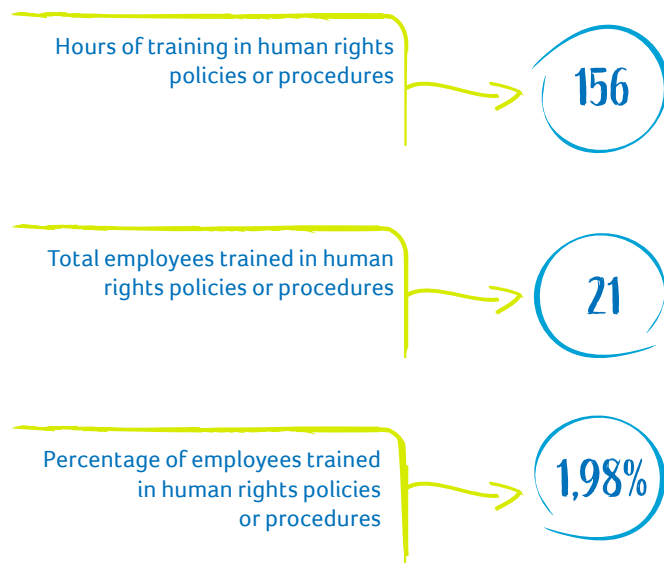 Hours of training in human rights
policies or procedures
156
Total employees trained in human
rights policies or procedures
21
Percentage of employees trained
in human rights policies
or procedures
1,98%